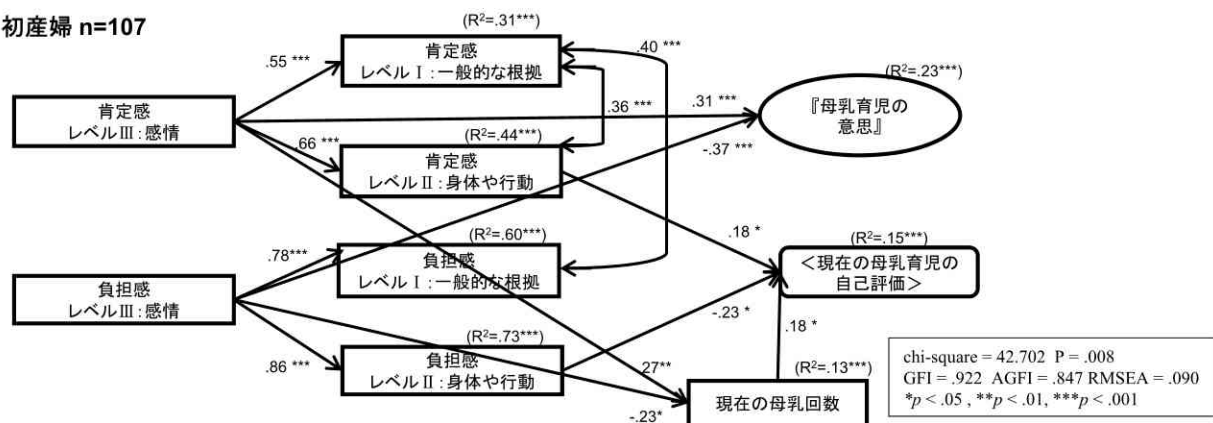 初産婦 n=107
(R²=.31***)
肯定感
レベルⅠ:一般的な根拠
.40 ***
.55 ***
(R²=.23***)
『母乳育児の
意思』
肯定感
レベルⅢ:感情
.36 ***
.31 ***
.66 ***
(R²=.44***)
-.37 ***
肯定感
レベルⅡ:身体や行動
.18 *
(R²=.60***)
(R²=.15***)
.78***
負担感
レベルⅠ:一般的な根拠
<現在の母乳育児の
自己評価>
負担感
レベルⅢ:感情
-.23 *
.18 *
(R²=.73***)
.86 ***
負担感
レベルⅡ:身体や行動
.27**
(R²=.13***)
現在の母乳回数
-.23*
chi-square = 42.702 P = .008
GFI = .922 AGFI = .847 RMSEA = .090
*p < .05 , **p < .01, ***p < .001